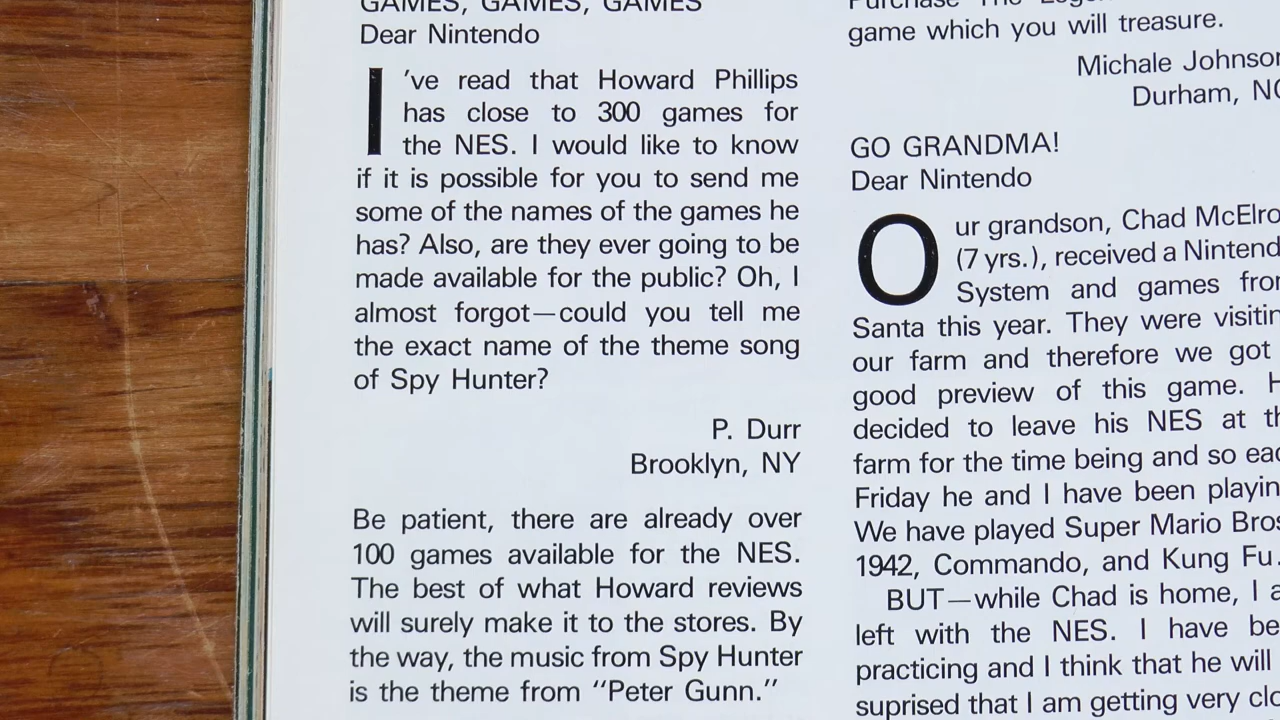 GAMES, GAMES, GAMES
Dear Nintendo
I've read that Howard Phillips
has close to 300 games for
the NES. I would like to know
if it is possible for you to send me
some of the names of the games he
has? Also, are they ever going to be
made available for the public? Oh, I
almost forgot—could you tell me
the exact name of the theme song
of Spy Hunter?
P. Durr
Brooklyn, NY
Be patient, there are already over
100 games available for the NES.
The best of what Howard reviews
will surely make it to the stores. By
the way, the music from Spy Hunter
is the theme from "Peter Gunn."
Purchase The
game which you will treasure.
Michale
Durham,
GO GRANDMA!
Dear Nintendo
Our grandson, Chad
(7 yrs.), received a
System and games
Santa this year. They were
our farm and therefore we got
good preview of this game.
decided to leave his NES at
farm for the time being and so
Friday he and I have been
We have played Super Mario
1942, Commando, and Kung Fu.
BUT—while Chad is home, I
left with the NES. I have
practicing and I think that he will
suprised that I am getting very